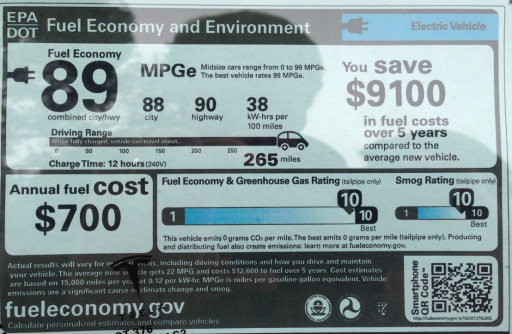 EPA
DOT
Fuel Economy and Environment
Electric Vehicle
Fuel Economy
89
MPGe
Midsize cars range from 0 to 99 MPGe.
The best vehicle rates 99 MPGe.
combined city/hwy
88
city
90
highway
38
kW-hrs per
100 miles
Driving Range
When fully charged, vehicle can travel about...
0 50 100 150 200 250
265 miles
Charge Time: 12 hours (240V)
You save
$9100
in fuel costs
over 5 years
compared to the
average new vehicle.
Annual fuel cost
$700
Fuel Economy & Greenhouse Gas Rating (tailpipe only)
10
1
10
Best
Smog Rating (tailpipe only)
10
1
10
Best
This vehicle emits 0 grams CO₂ per mile. The best emits 0 grams per mile (tailpipe only). Producing
and distributing fuel also create emissions: learn more at fueleconomy.gov.
Actual results will vary for reasons, including driving conditions and how you drive and maintain
your vehicle. The average new vehicle gets 22 MPG and costs $12,600 to fuel over 5 years. Cost estimates
are based on 15,000 miles per year at 0.12 per kW-hr. MPGe is miles per gasoline gallon equivalent. Vehicle
emissions are a significant cause of climate change and smog.
fueleconomy.gov
Calculate personalized estimates and compare vehicles
Smartphone
QR Code™